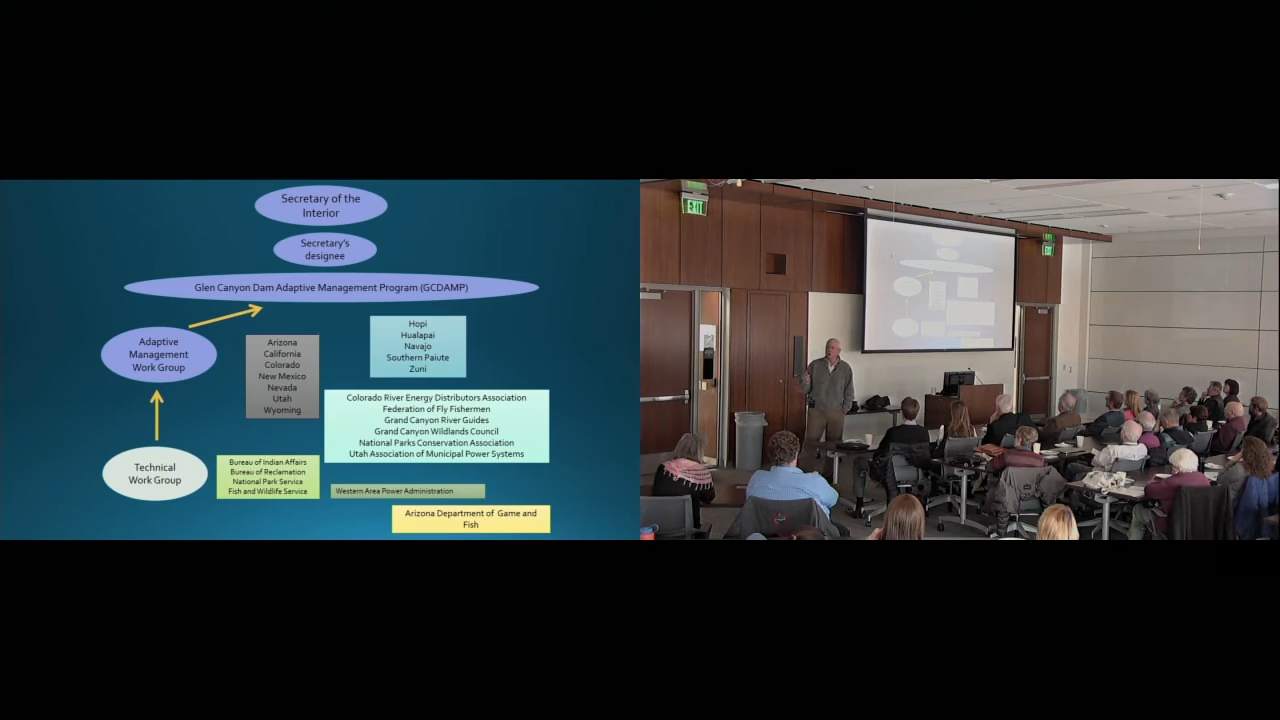 Secretary of the
Interior
Secretary's
designee
Glen Canyon Dam Adaptive Management Program (GCDAMP)
Adaptive
Management
Work Group
Arizona
California
Colorado
New Mexico
Nevada
Utah
Wyoming
Hopi
Hualapai
Navajo
Southern Paiute
Zuni
Colorado River Energy Distributors Association
Federation of Fly Fishermen
Grand Canyon River Guides
Grand Canyon Wildlands Council
National Parks Conservation Association
Utah Association of Municipal Power Systems
Technical
Work Group
Bureau of Indian Affairs
Bureau of Reclamation
National Park Service
Fish and Wildlife Service
Western Area Power Administration
Arizona Department of Game and
Fish
EXIT
EXIT